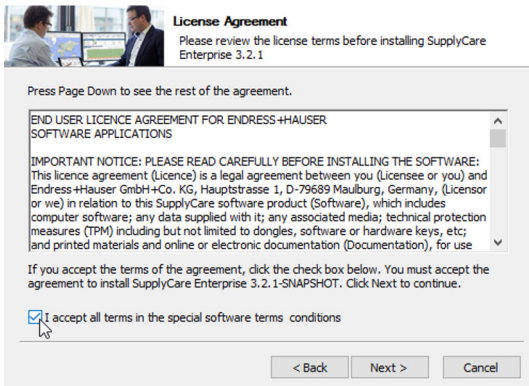 License Agreement
Please review the license terms before installing SupplyCare
Enterprise 3.2.1
Press Page Down to see the rest of the agreement.
END USER LICENCE AGREEMENT FOR ENDRESS+HAUSER
SOFTWARE APPLICATIONS
IMPORTANT NOTICE: PLEASE READ CAREFULLY BEFORE INSTALLING THE SOFTWARE:
This licence agreement (Licence) is a legal agreement between you (Licensee or you) and
Endress+Hauser GmbH+Co. KG, Hauptstrasse 1, D-79689 Maulburg, Germany, (Licensor
or we) in relation to this SupplyCare software product (Software), which includes
computer software; any data supplied with it; any associated media; technical protection
measures (TPM) including but not limited to dongles, software or hardware keys, etc;
and printed materials and online or electronic documentation (Documentation), for use
If you accept the terms of the agreement, click the check box below. You must accept the
agreement to install SupplyCare Enterprise 3.2.1-SNAPSHOT. Click Next to continue.
I accept all terms in the special software terms  conditions
< Back
Next >
Cancel